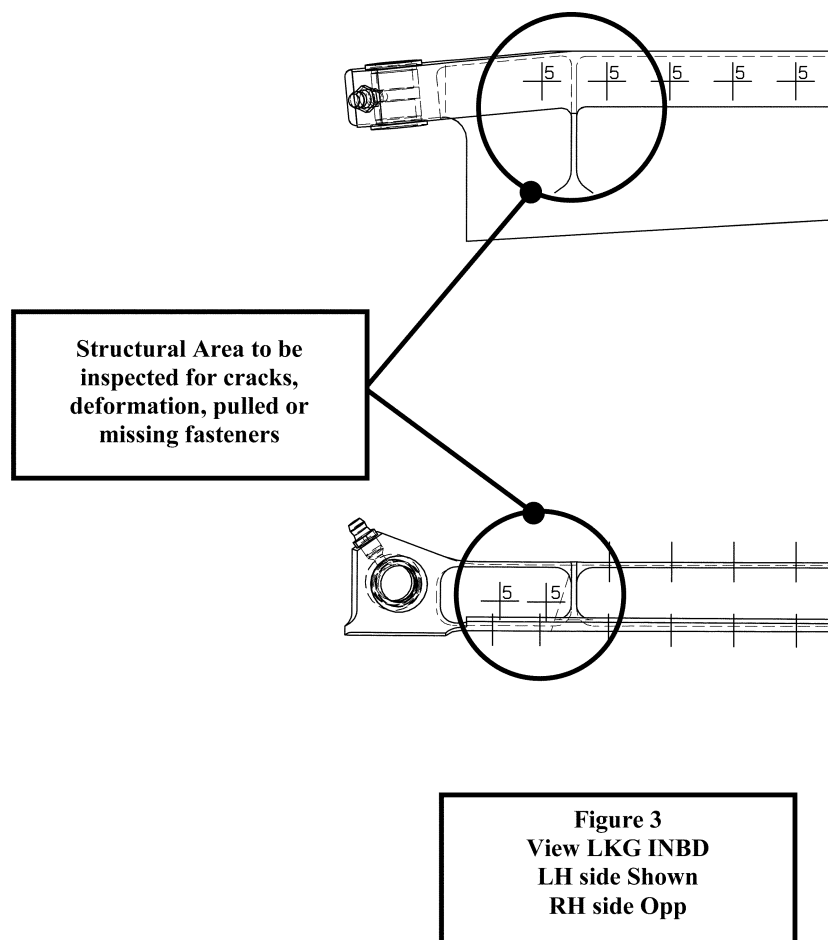 5 5 5 5 5
Structural Area to be
inspected for cracks,
deformation, pulled or
missing fasteners
5 5
Figure 3
View LKG INBD
LH side Shown
RH side Opp